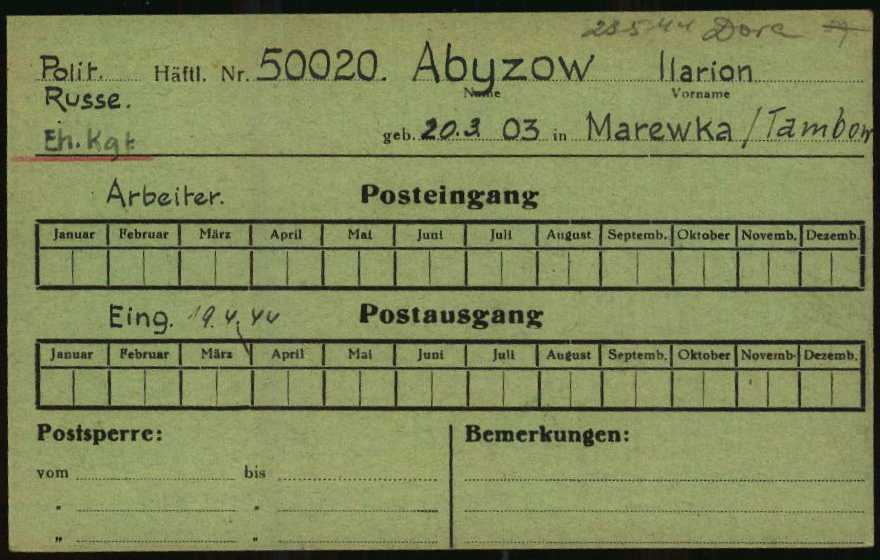 23 5 44 Dora
Polit. Häftl. Nr. 50020. Abyzow Ilarion
Name Vorname
Russe.
geb. 20.3 03 in Marewka / Tambow
Eh. Kgf.
Arbeiter. Posteingang
Januar Februar März April Mai Juni Juli August Septemb. Oktober Novemb. Dezemb.
Eing. 19.4.44 Postausgang
Januar Februar März April Mai Juni Juli August Septemb. Oktober Novemb. Dezemb.
Postsperre: Bemerkungen:
vom bis
" "
" "